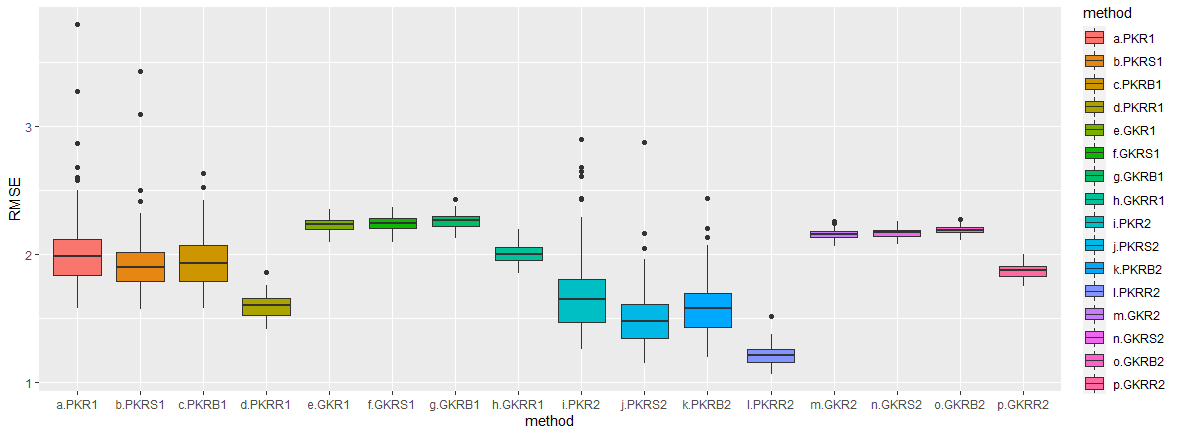 method
a.PKR1
b.PKRS1
c.PKRB1
d.PKRR1
e.GKR1
f.GKRS1
g.GKRB1
h.GKRR1
i.PKR2
j.PKRS2
k.PKRB2
l.PKRR2
m.GKR2
n.GKRS2
o.GKRB2
p.GKRR2
RMSE
3
2
1
a.PKR1 b.PKRS1 c.PKRB1 d.PKRR1 e.GKR1 f.GKRS1 g.GKRB1 h.GKRR1 i.PKR2 j.PKRS2 k.PKRB2 l.PKRR2 m.GKR2 n.GKRS2 o.GKRB2 p.GKRR2
method